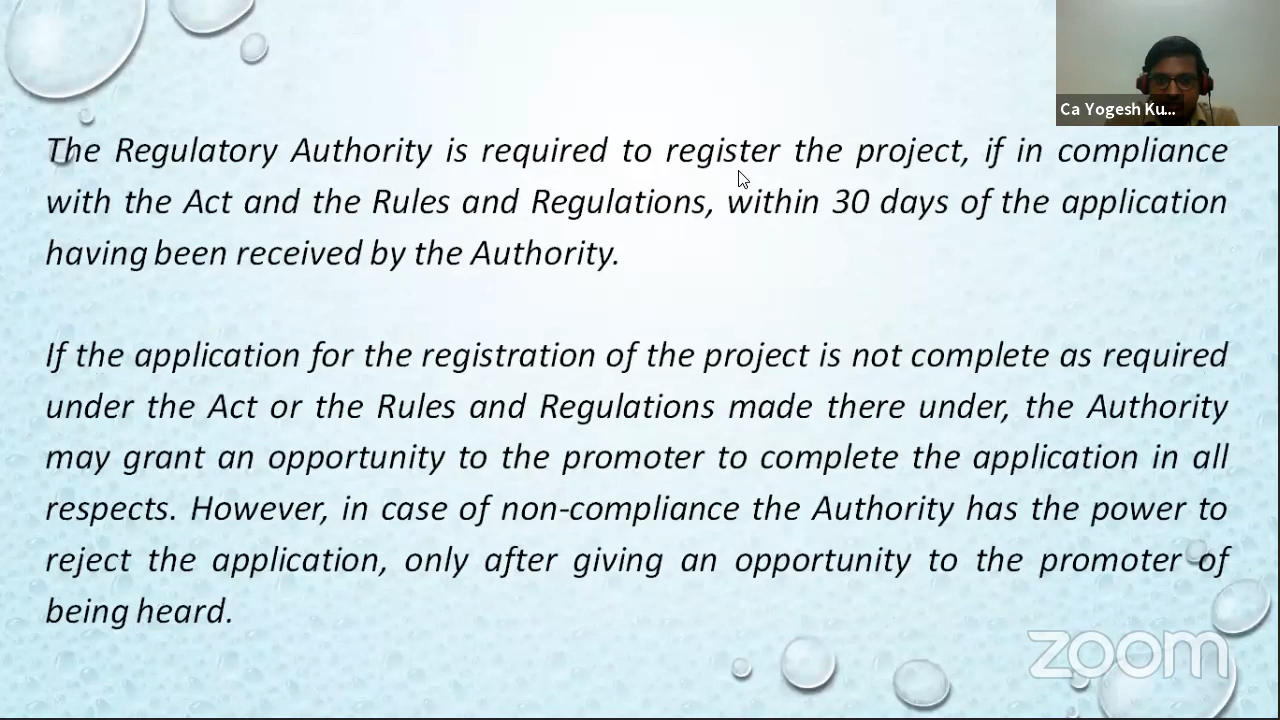 Ca Yogesh Ku...
The Regulatory Authority is required to register the project, if in compliance
with the Act and the Rules and Regulations, within 30 days of the application
having been received by the Authority.
If the application for the registration of the project is not complete as required
under the Act or the Rules and Regulations made there under, the Authority
may grant an opportunity to the promoter to complete the application in all
respects. However, in case of non-compliance the Authority has the power to
reject the application, only after giving an opportunity to the promoter of
being heard.
zoom